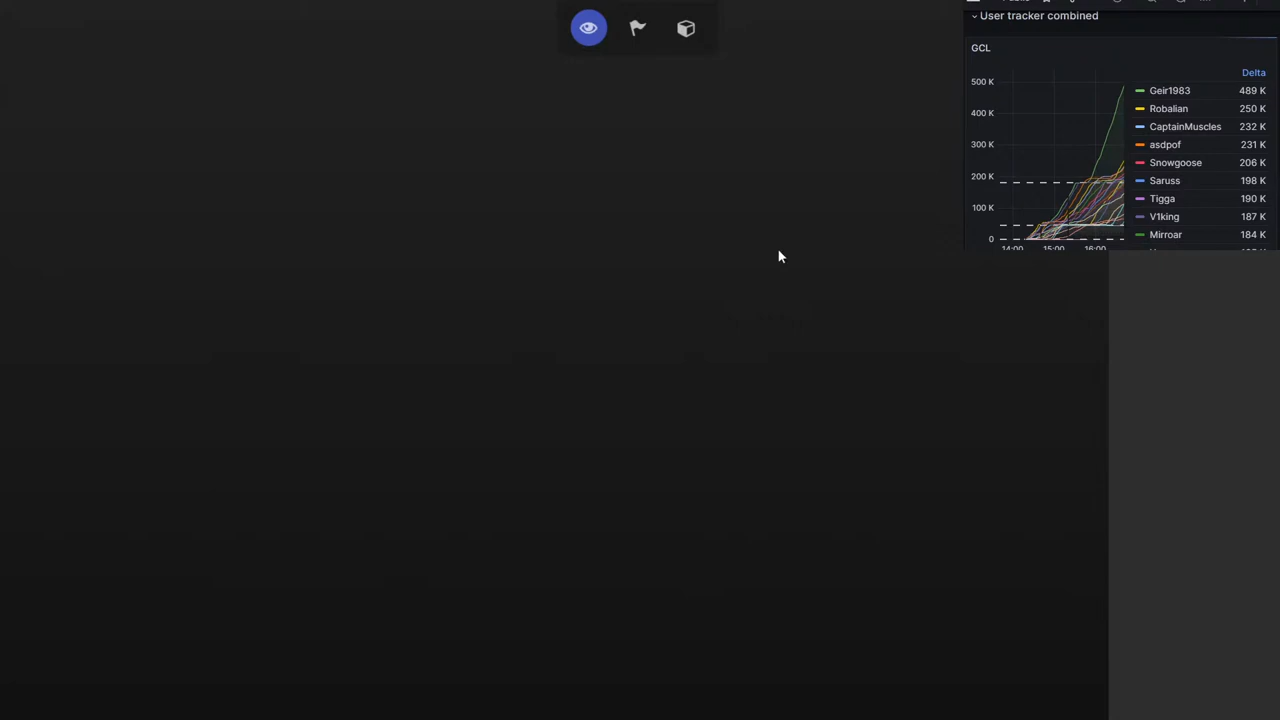 User tracker combined
GCL
Delta
500 K
400 K
300 K
200 K
100 K
0
14:00 15:00 16:00
Geir1983 489 K
Robalian 250 K
CaptainMuscles 232 K
asdpof 231 K
Snowgoose 206 K
Saruss 198 K
Tigga 190 K
V1king 187 K
Mirroar 184 K